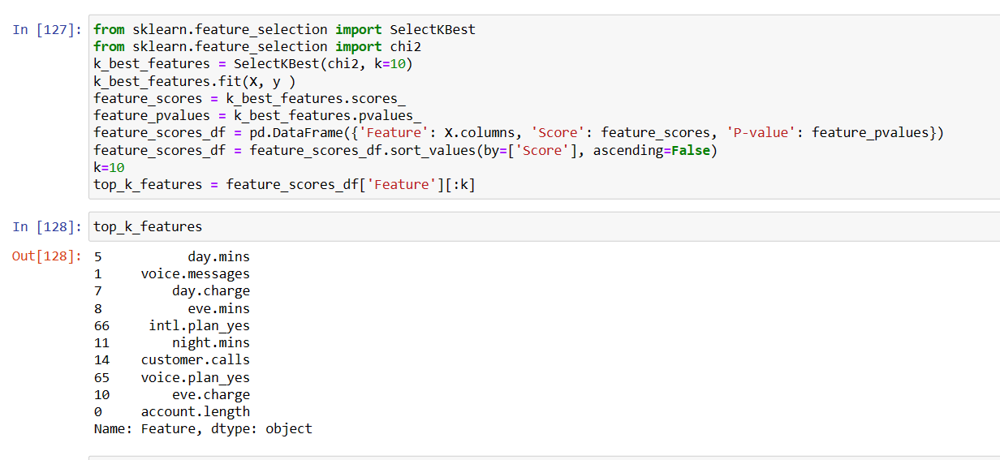 In [127]: from sklearn.feature_selection import SelectKBest
from sklearn.feature_selection import chi2
k_best_features = SelectKBest(chi2, k=10)
k_best_features.fit(X, y )
feature_scores = k_best_features.scores_
feature_pvalues = k_best_features.pvalues_
feature_scores_df = pd.DataFrame({'Feature': X.columns, 'Score': feature_scores, 'P-value': feature_pvalues})
feature_scores_df = feature_scores_df.sort_values(by=['Score'], ascending=False)
k=10
top_k_features = feature_scores_df['Feature'][:k]
In [128]: top_k_features
Out[128]: 5 day.mins
1 voice.messages
7 day.charge
8 eve.mins
66 intl.plan_yes
11 night.mins
14 customer.calls
65 voice.plan_yes
10 eve.charge
0 account.length
Name: Feature, dtype: object